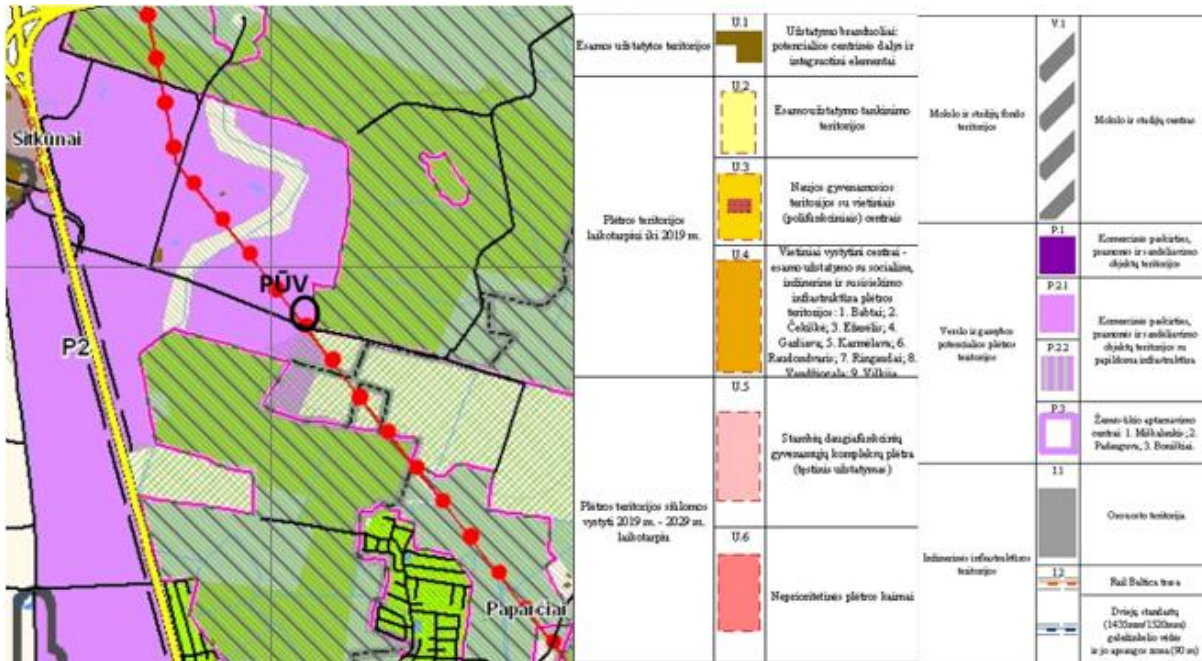 Sitkūnai
PŪV
P2
Paparčiai
Esamos užstatytos teritorijos
U.1
Užstatymo branduoliai:
potencialios centrinės dalys ir
integruotini elementai
Plėtros teritorijos
laikotarpiui iki 2019 m.
U.2
Esamo užstatymo tankinimo
teritorijos
U.3
Naujos gyvenamosios
teritorijos su vietiniais
(polifunkciniais) centrais
U.4
Vietiniai vystytini centrai -
esamo užstatymo su socialine,
inžinerine ir susisiekimo
infrastruktūra plėtros
teritorijos: 1. Babtai; 2.
Čekiškė; 3. Ežerėlis; 4.
Garliava; 5. Karmėlava; 6.
Raudondvaris; 7. Ringaudai; 8.
Vandžiogala; 9. Vilkija
Plėtros teritorijos siūlomos
vystyti 2019 m. - 2029 m.
laikotarpiu
U.5
Stambių daugiafunkcinių
gyvenamųjų kompleksų plėtra
(tęstinis užstatymas)
U.6
Neprioritetinės plėtros kaimai
Mokslo ir studijų fondo
teritorijos
V.1
Mokslo ir studijų centras
Verslo ir gamybos
potencialios plėtros
teritorijos
P.1
Komercinės paskirties,
pramonės ir sandėliavimo
objektų teritorijos
P.2.1
P.2.2
Komercinės paskirties,
pramonės ir sandėliavimo
objektų teritorijos su
papildoma infrastruktūra
P.3
Žemės ūkio aptarnavimo
centrai: 1. 2.
3.
Inžinerinės infrastruktūros
teritorijos
I.1
Oro uosto teritorija
I.2
Rail Baltica trasa
Dviejų standartų
(1435mm/1520mm)
geležinkelio vėžės
ir jo apsaugos zona (90 m)